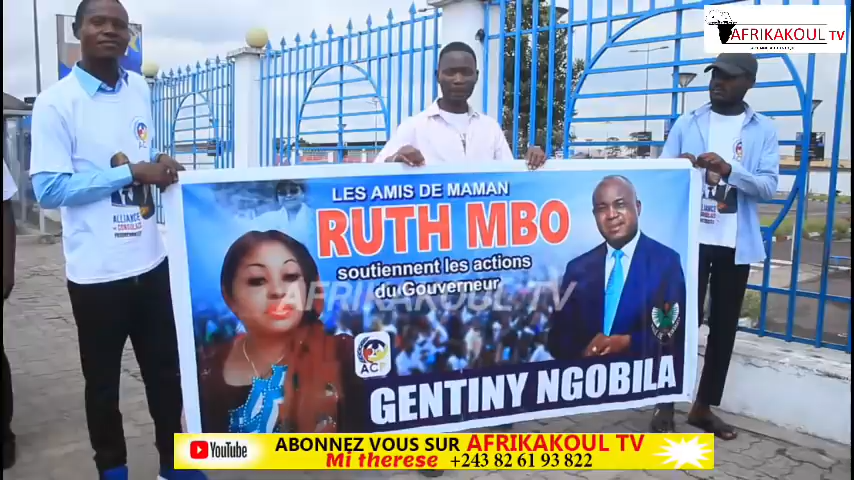 AFRIKAKOUL TV
LES AMIS DE MAMAN
RUTH MBO
soutiennent les actions
du Gouverneur
AFRIKAKOUL TV
ACP
GENTINY NGOBILA
ALLIANCE
YouTube
ABONNEZ VOUS SUR AFRIKAKOUL TV
Mi therese +243 82 61 93 822